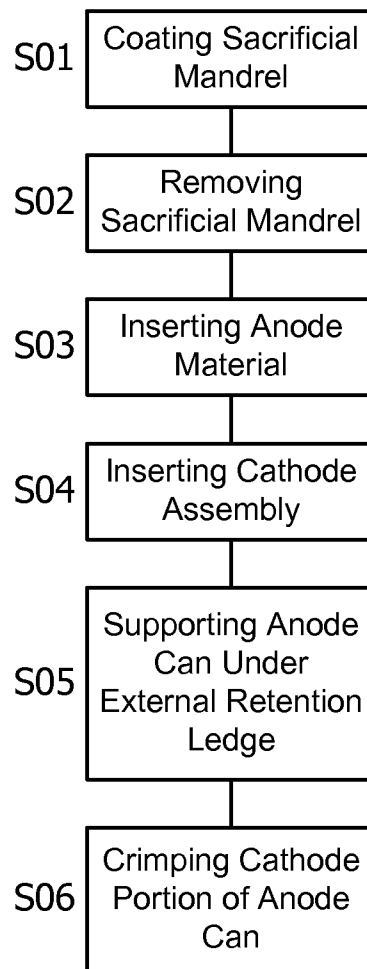 S01
Coating Sacrificial
Mandrel
S02
Removing
Sacrificial Mandrel
S03
Inserting Anode
Material
S04
Inserting Cathode
Assembly
S05
Supporting Anode
Can Under
External Retention
Ledge
S06
Crimping Cathode
Portion of Anode
Can